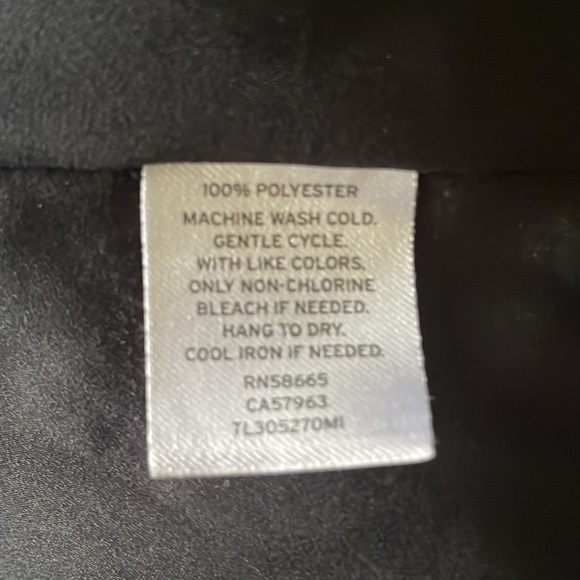 100% POLYESTER
MACHINE WASH COLD.
GENTLE CYCLE.
WITH LIKE COLORS.
ONLY NON-CHLORINE
BLEACH IF NEEDED.
HANG TO DRY.
COOL IRON IF NEEDED.
RN58665
CA57963
TL305270MI